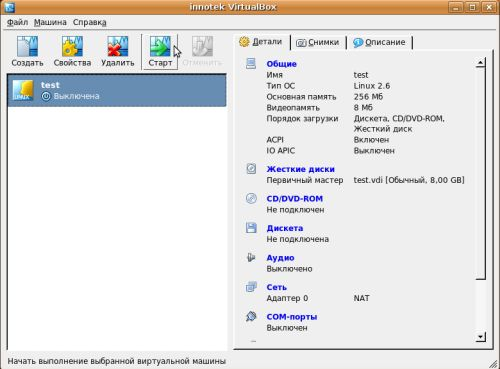 innotek VirtualBox
Файл Машина Справка
Создать Свойства Удалить Старт Отменить
Детали Снимки Описание
test
Выключена
Общие
Имя test
Тип ОС Linux 2.6
Основная память 256 Мб
Видеопамять 8 Мб
Порядок загрузки Дискета, CD/DVD-ROM,
Жесткий диск
ACPI Включен
IO APIC Выключен
Жесткие диски
Первичный мастер test.vdi [Обычный, 8,00 GB]
CD/DVD-ROM
Не подключен
Дискета
Не подключена
Аудио
Выключено
Сеть
Адаптер 0 NAT
COM-порты
Выключен
Начать выполнение выбранной виртуальной машины